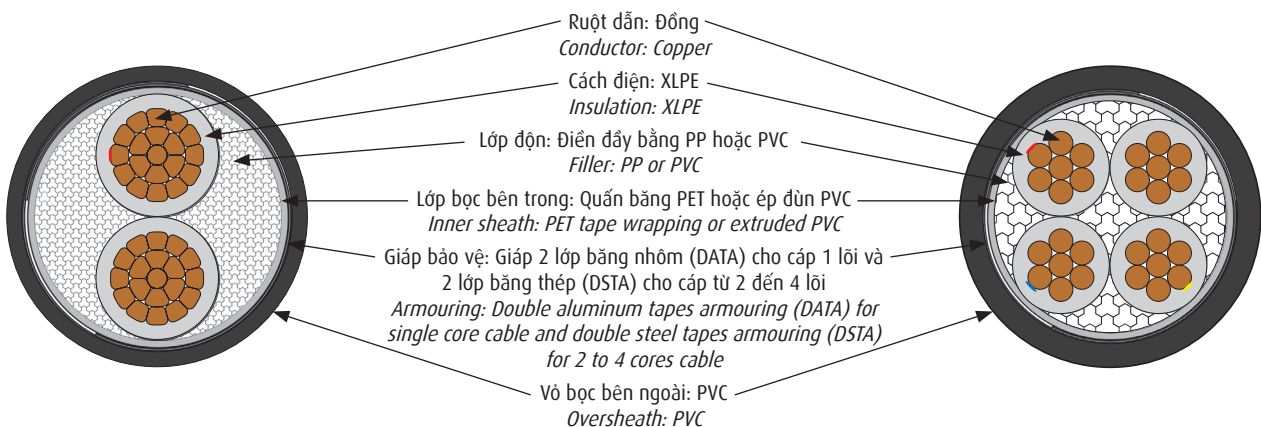 Ruột dẫn: Đồng
Conductor: Copper
Cách điện: XLPE
Insulation: XLPE
Lớp độn: Điền đầy bằng PP hoặc PVC
Filler: PP or PVC
Lớp bọc bên trong: Quấn băng PET hoặc ép đùn PVC
Inner sheath: PET tape wrapping or extruded PVC
Giáp bảo vệ: Giáp 2 lớp băng nhôm (DATA) cho cáp 1 lõi và
2 lớp băng thép (DSTA) cho cáp từ 2 đến 4 lõi
Armouring: Double aluminum tapes armouring (DATA) for
single core cable and double steel tapes armouring (DSTA)
for 2 to 4 cores cable
Vỏ bọc bên ngoài: PVC
Oversheath: PVC